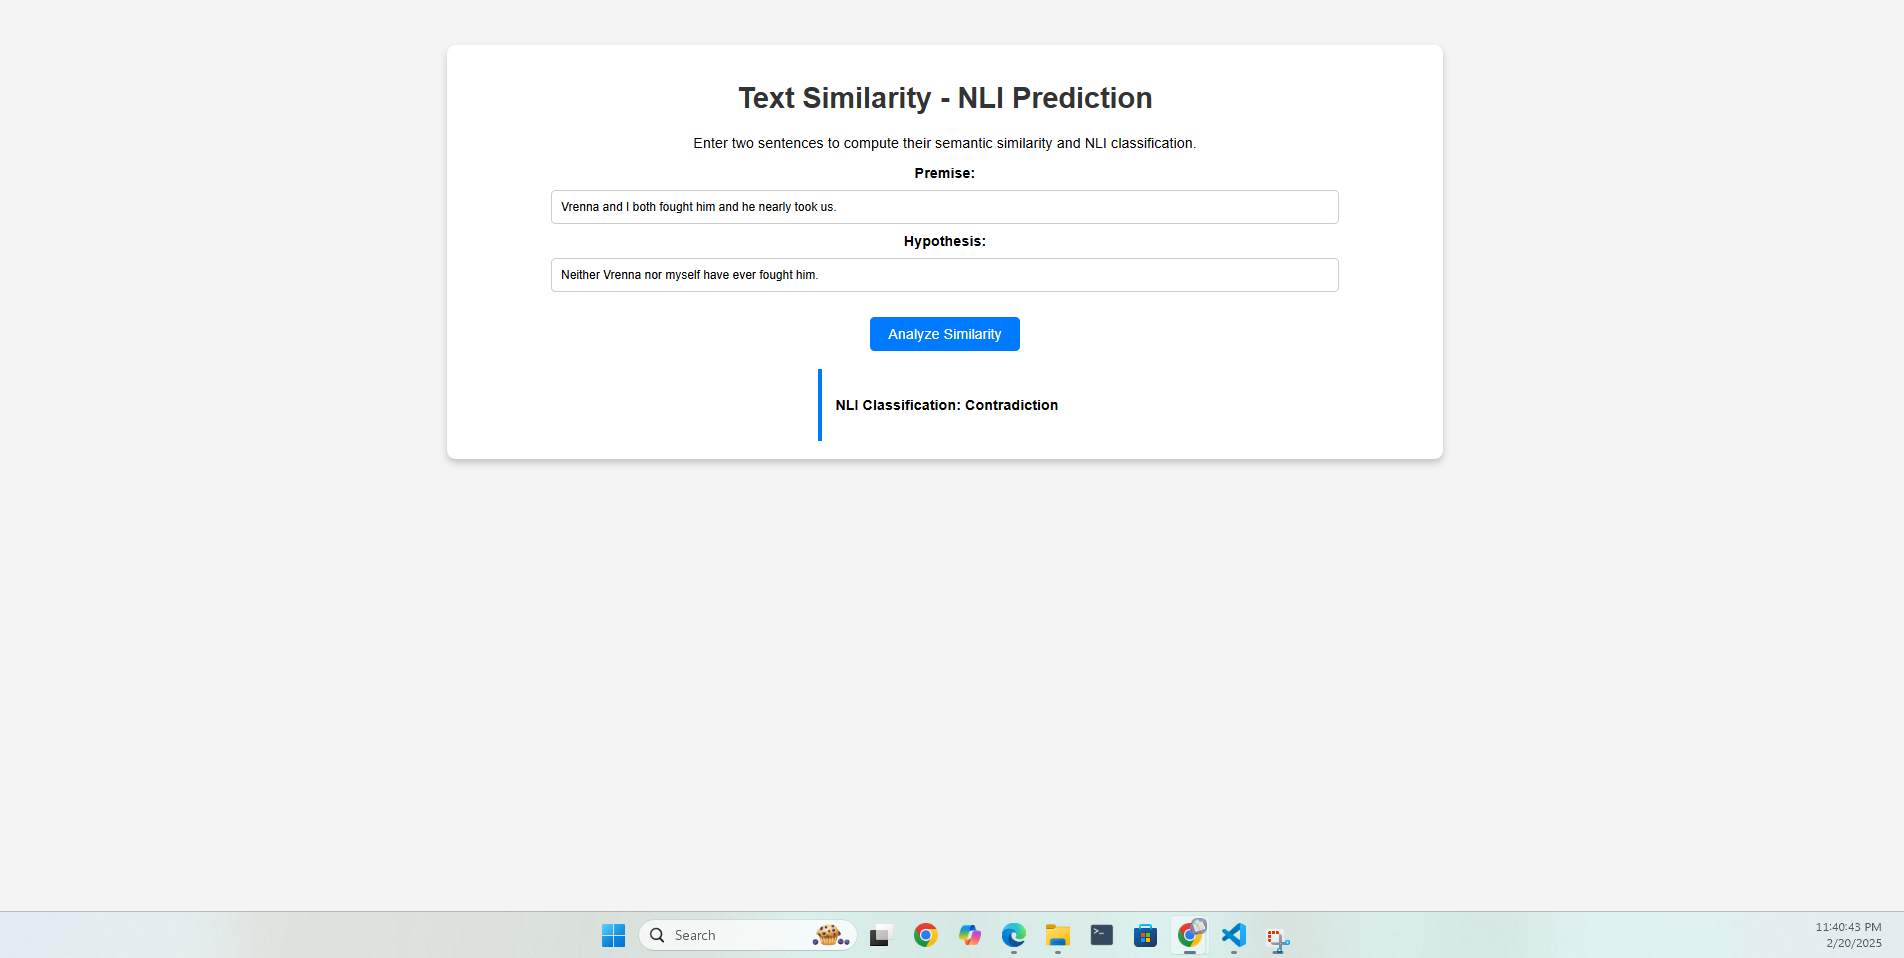 Text Similarity - NLI Prediction
Enter two sentences to compute their semantic similarity and NLI classification.
Premise:
Vrenna and I both fought him and he nearly took us.
Hypothesis:
Neither Vrenna nor myself have ever fought him.
Analyze Similarity
NLI Classification: Contradiction
Search
11:40:43 PM
2/20/2025